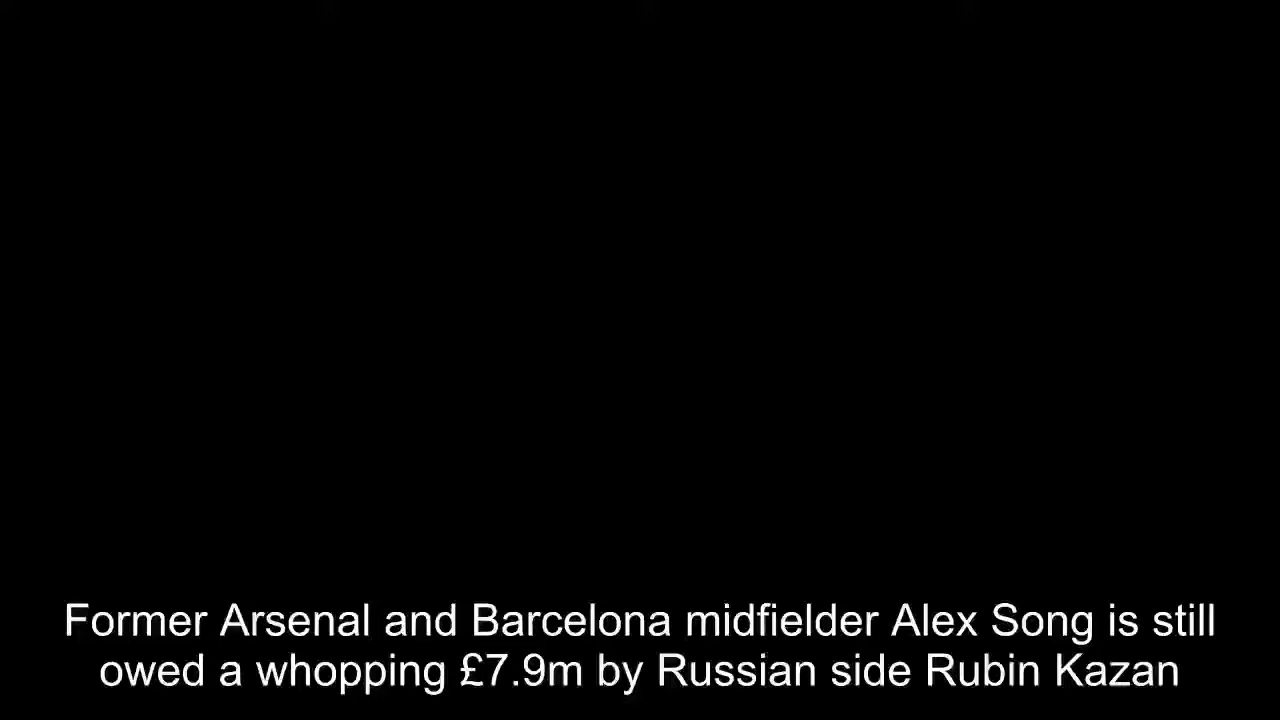 Former Arsenal and Barcelona midfielder Alex Song is still
owed a whopping £7.9m by Russian side Rubin Kazan